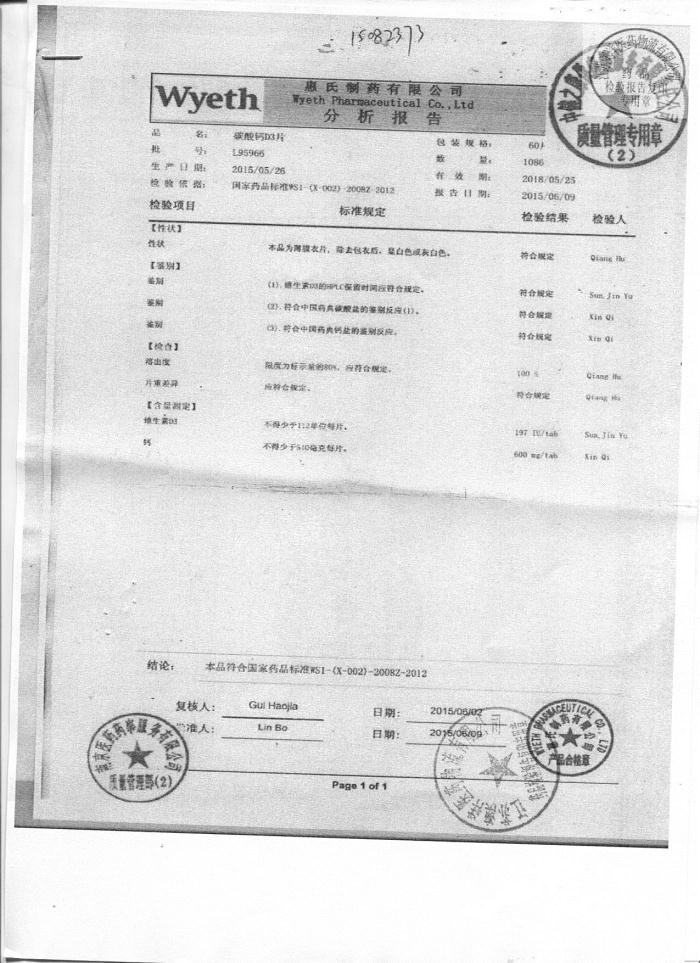 15082373
Wyeth
惠氏制药有限公司
Wyeth Pharmaceutical Co.,Ltd
分析报告
品名： 碳酸钙D3片 包装规格： 60片
批号： L95966 数量： 1086
生产日期： 2015/05/26 有效期： 2018/05/25
检验依据： 国家药品标准WS1-(X-002)-2008Z-2012 报告日期： 2015/06/09
检验项目 标准规定 检验结果 检验人
【性状】
性状 本品为薄膜衣片，除去包衣后，显白色或灰白色。 符合规定 Qiang Hu
【鉴别】
鉴别 (1).维生素D3的HPLC保留时间应符合规定。 符合规定 Sun,Jin Yu
鉴别 (2).符合中国药典碳酸盐的鉴别反应(1)。 符合规定 Xin Qi
鉴别 (3).符合中国药典钙盐的鉴别反应。 符合规定 Xin Qi
【检查】
溶出度 限度为标示量的80%，应符合规定。 100 % Qiang Hu
片重差异 应符合规定。 符合规定 Qiang Hu
【含量测定】
维生素D3 不得少于112单位每片。 197 IU/tab Sun,Jin Yu
钙 不得少于540毫克每片。 600 mg/tab Xin Qi
结论： 本品符合国家药品标准WS1-(X-002)-2008Z-2012
复核人： Gui Haojia 日期： 2015/06/02
准人： Lin Bo 日期： 2015/06/09
Page 1 of 1
检验报告复印
专用章
质量管理专用章
(2)
质量管理部(2)
WYETH PHARMACEUTICAL CO., LTD
产品合格章